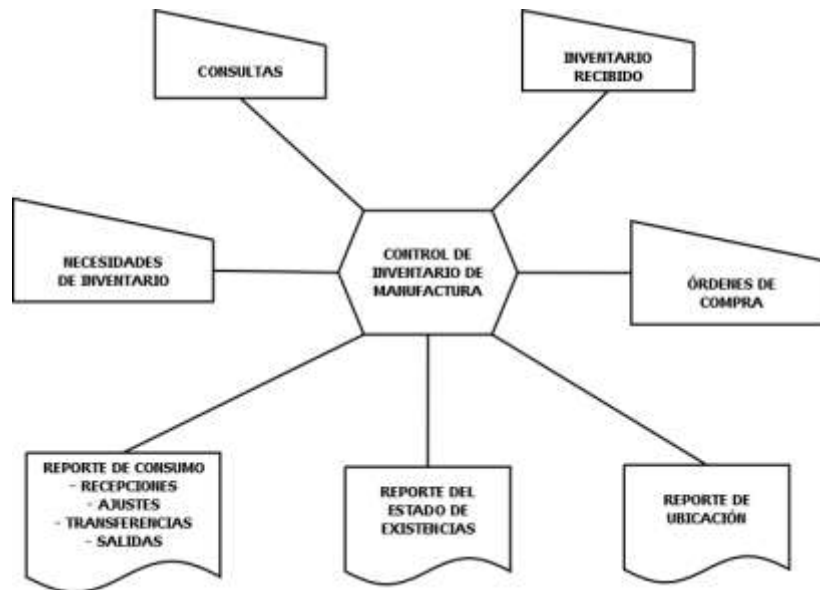 CONSULTAS
INVENTARIO
RECIBIDO
NECESIDADES
DE INVENTARIO
CONTROL DE
INVENTARIO DE
MANUFACTURA
ÓRDENES DE
COMPRA
REPORTE DE CONSUMO
- RECEPCIONES
- AJUSTES
- TRANSFERENCIAS
- SALIDAS
REPORTE DEL
ESTADO DE
EXISTENCIAS
REPORTE DE
UBICACIÓN